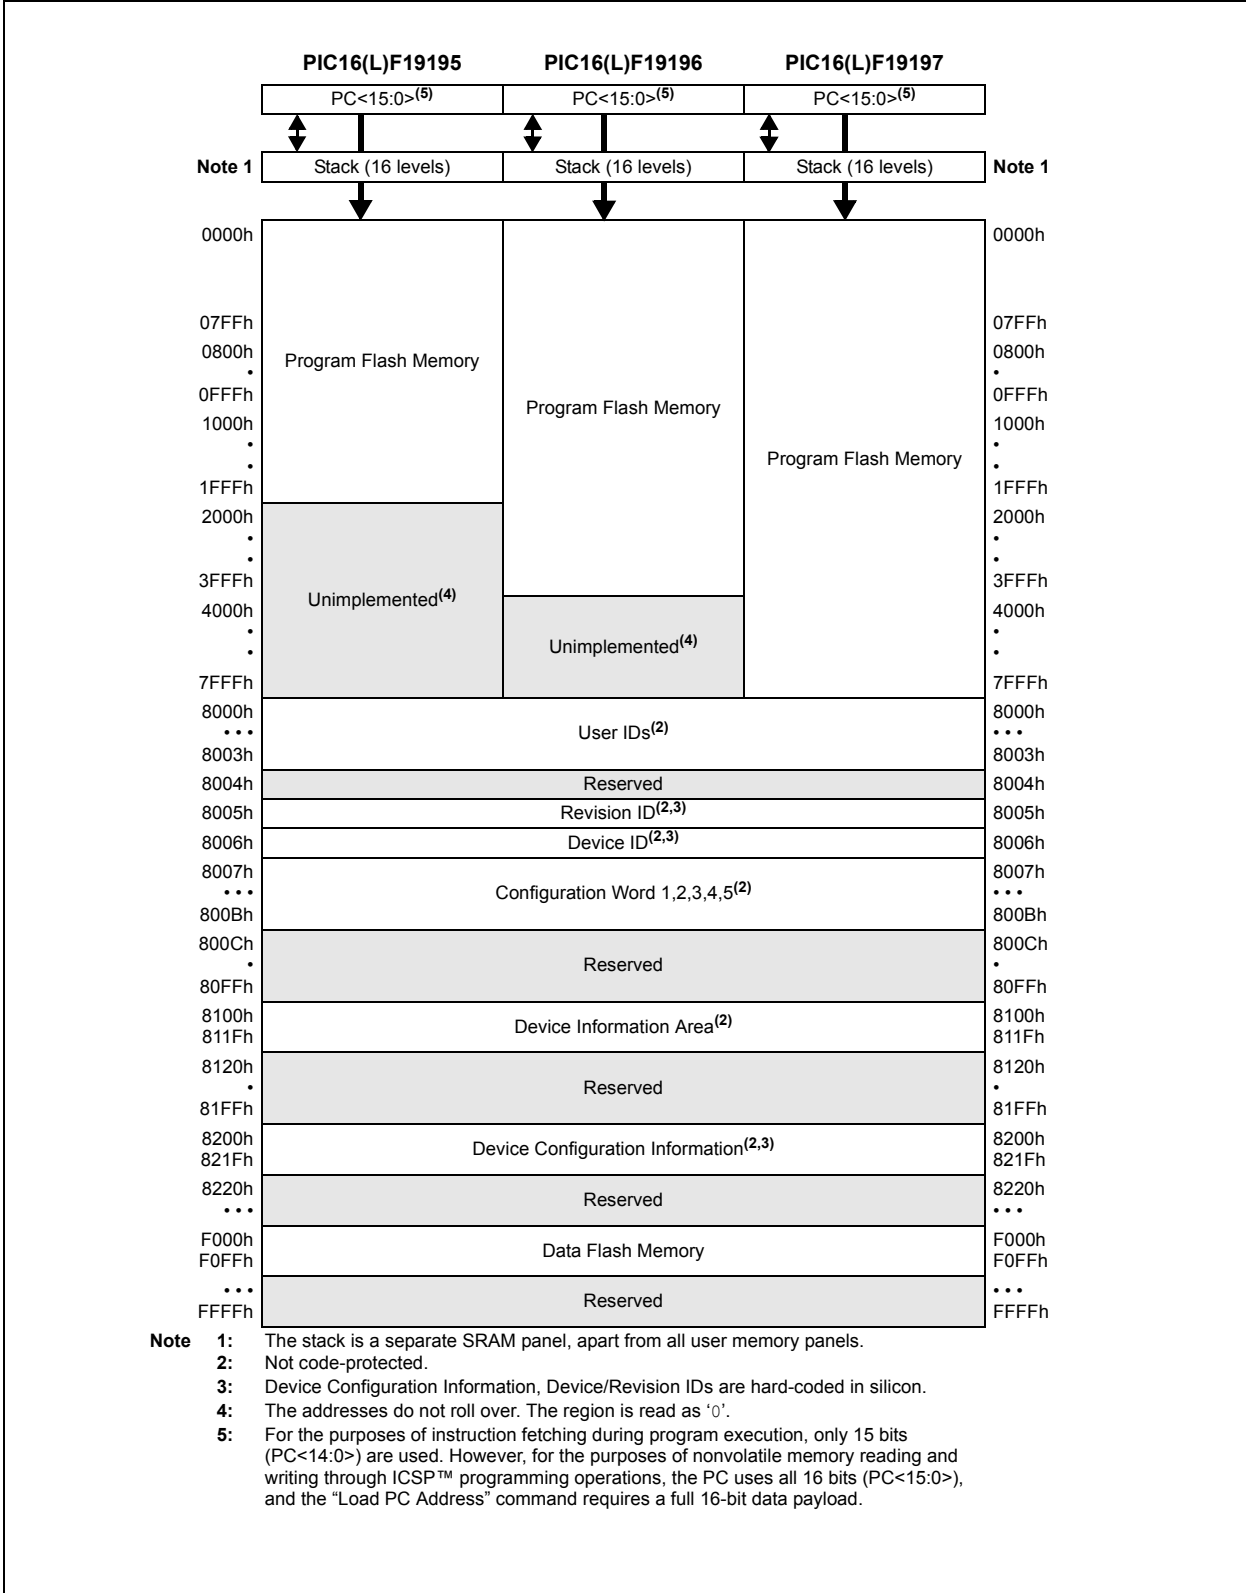 PIC16(L)F19195 PIC16(L)F19196 PIC16(L)F19197
PC<15:0>(5) PC<15:0>(5) PC<15:0>(5)
Note 1 Stack (16 levels) Stack (16 levels) Stack (16 levels) Note 1
0000h 0000h
07FFh 07FFh
0800h Program Flash Memory 0800h
• •
0FFFh 0FFFh
Program Flash Memory
1000h 1000h
• •
Program Flash Memory
• •
1FFFh 1FFFh
2000h 2000h
• •
• •
3FFFh 3FFFh
Unimplemented(4)
4000h 4000h
• •
Unimplemented(4)
• •
7FFFh 7FFFh
8000h 8000h
• • • User IDs(2) • • •
8003h 8003h
8004h Reserved 8004h
8005h Revision ID(2,3) 8005h
8006h Device ID(2,3) 8006h
8007h 8007h
• • • Configuration Word 1,2,3,4,5(2) • • •
800Bh 800Bh
800Ch 800Ch
• Reserved •
80FFh 80FFh
8100h 8100h
Device Information Area(2)
811Fh 811Fh
8120h 8120h
• Reserved •
81FFh 81FFh
8200h 8200h
Device Configuration Information(2,3)
821Fh 821Fh
8220h 8220h
Reserved
• • • • • •
F000h F000h
Data Flash Memory
F0FFh F0FFh
• • • • • •
Reserved
FFFFh FFFFh
Note 1: The stack is a separate SRAM panel, apart from all user memory panels.
2: Not code-protected.
3: Device Configuration Information, Device/Revision IDs are hard-coded in silicon.
4: The addresses do not roll over. The region is read as ‘0’.
5: For the purposes of instruction fetching during program execution, only 15 bits
(PC<14:0>) are used. However, for the purposes of nonvolatile memory reading and
writing through ICSP™ programming operations, the PC uses all 16 bits (PC<15:0>),
and the “Load PC Address” command requires a full 16-bit data payload.